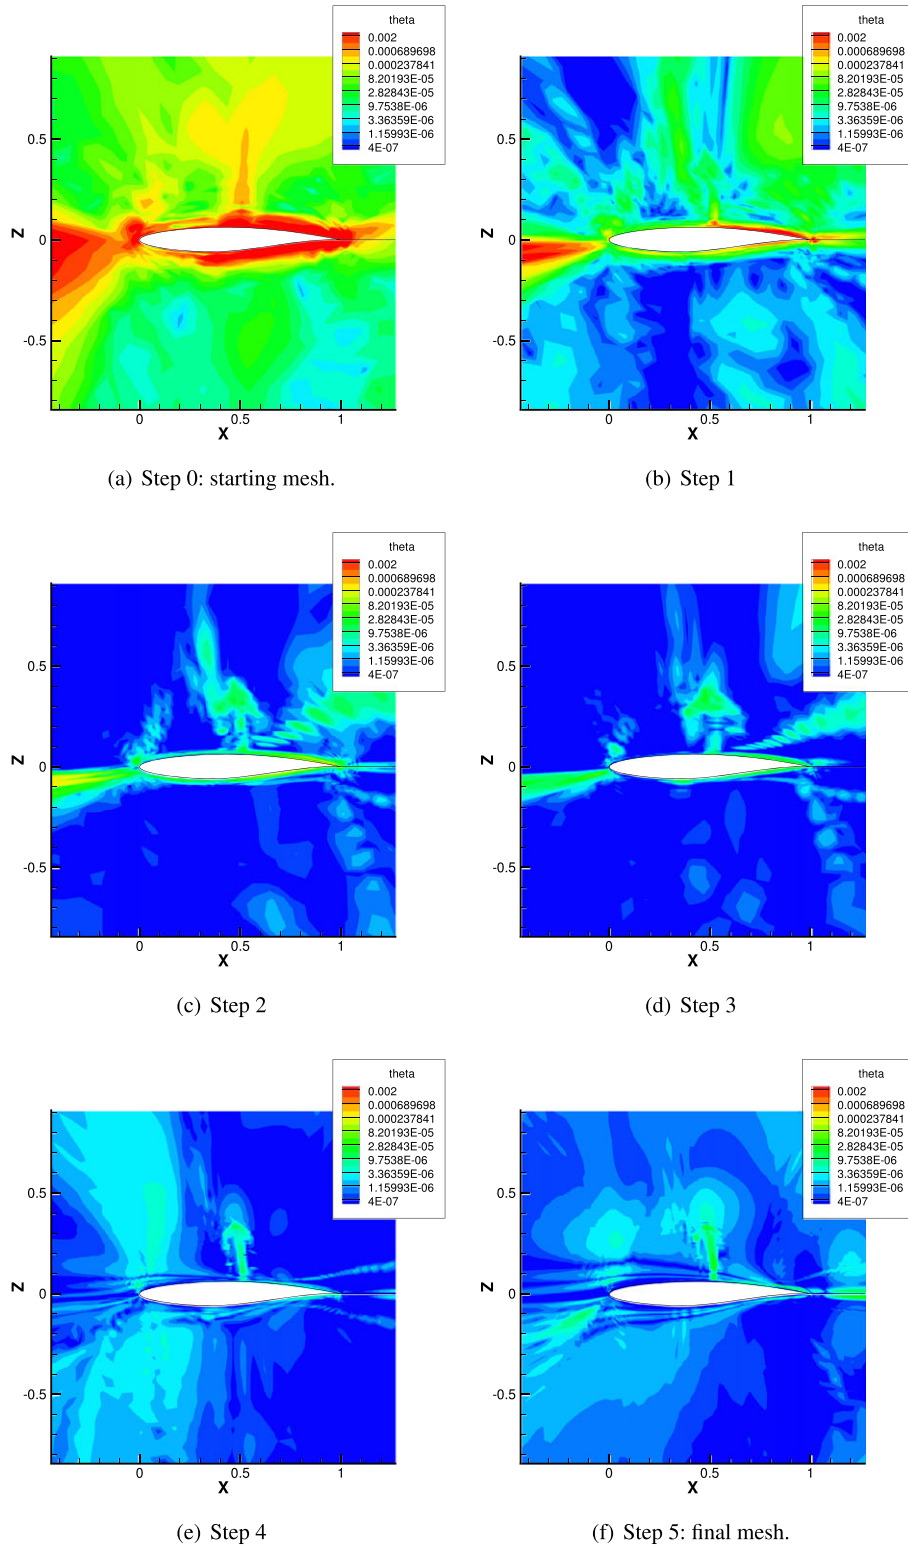 theta
0.002
0.000689698
0.000237841
8.20193E-05
2.82843E-05
9.7538E-06
3.36359E-06
1.15993E-06
4E-07
0.5
0
-0.5
Z
0 0.5 1
X
(a) Step 0: starting mesh.
theta
0.002
0.000689698
0.000237841
8.20193E-05
2.82843E-05
9.7538E-06
3.36359E-06
1.15993E-06
4E-07
0.5
0
-0.5
Z
0 0.5 1
X
(b) Step 1
theta
0.002
0.000689698
0.000237841
8.20193E-05
2.82843E-05
9.7538E-06
3.36359E-06
1.15993E-06
4E-07
0.5
0
-0.5
Z
0 0.5 1
X
(c) Step 2
theta
0.002
0.000689698
0.000237841
8.20193E-05
2.82843E-05
9.7538E-06
3.36359E-06
1.15993E-06
4E-07
0.5
0
-0.5
Z
0 0.5 1
X
(d) Step 3
theta
0.002
0.000689698
0.000237841
8.20193E-05
2.82843E-05
9.7538E-06
3.36359E-06
1.15993E-06
4E-07
0.5
0
-0.5
Z
0 0.5 1
X
(e) Step 4
theta
0.002
0.000689698
0.000237841
8.20193E-05
2.82843E-05
9.7538E-06
3.36359E-06
1.15993E-06
4E-07
0.5
0
-0.5
Z
0 0.5 1
X
(f) Step 5: final mesh.